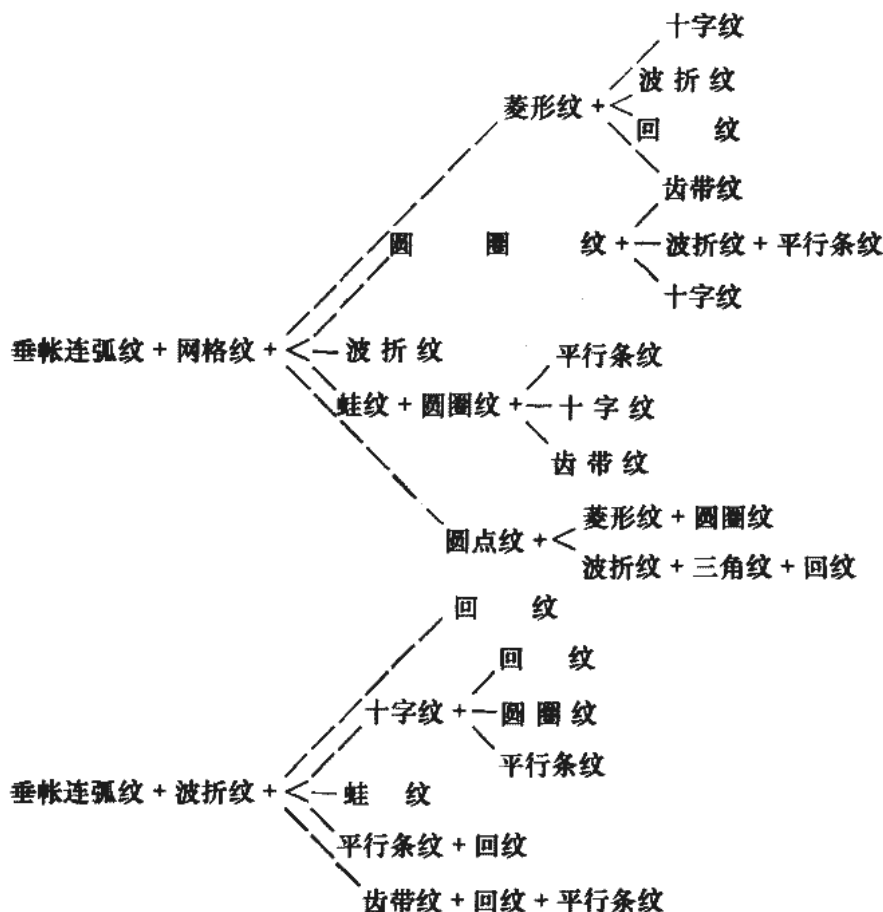 十字纹
波折纹
菱形纹 +
回纹
齿带纹
圆圈纹 + 波折纹 + 平行条纹
十字纹
垂帐连弧纹 + 网格纹 + 波折纹
平行条纹
蛙纹 + 圆圈纹 + 十字纹
齿带纹
菱形纹 + 圆圈纹
圆点纹 +
波折纹 + 三角纹 + 回纹
回纹
回纹
十字纹 + 圆圈纹
平行条纹
垂帐连弧纹 + 波折纹 + 蛙纹
平行条纹 + 回纹
齿带纹 + 回纹 + 平行条纹